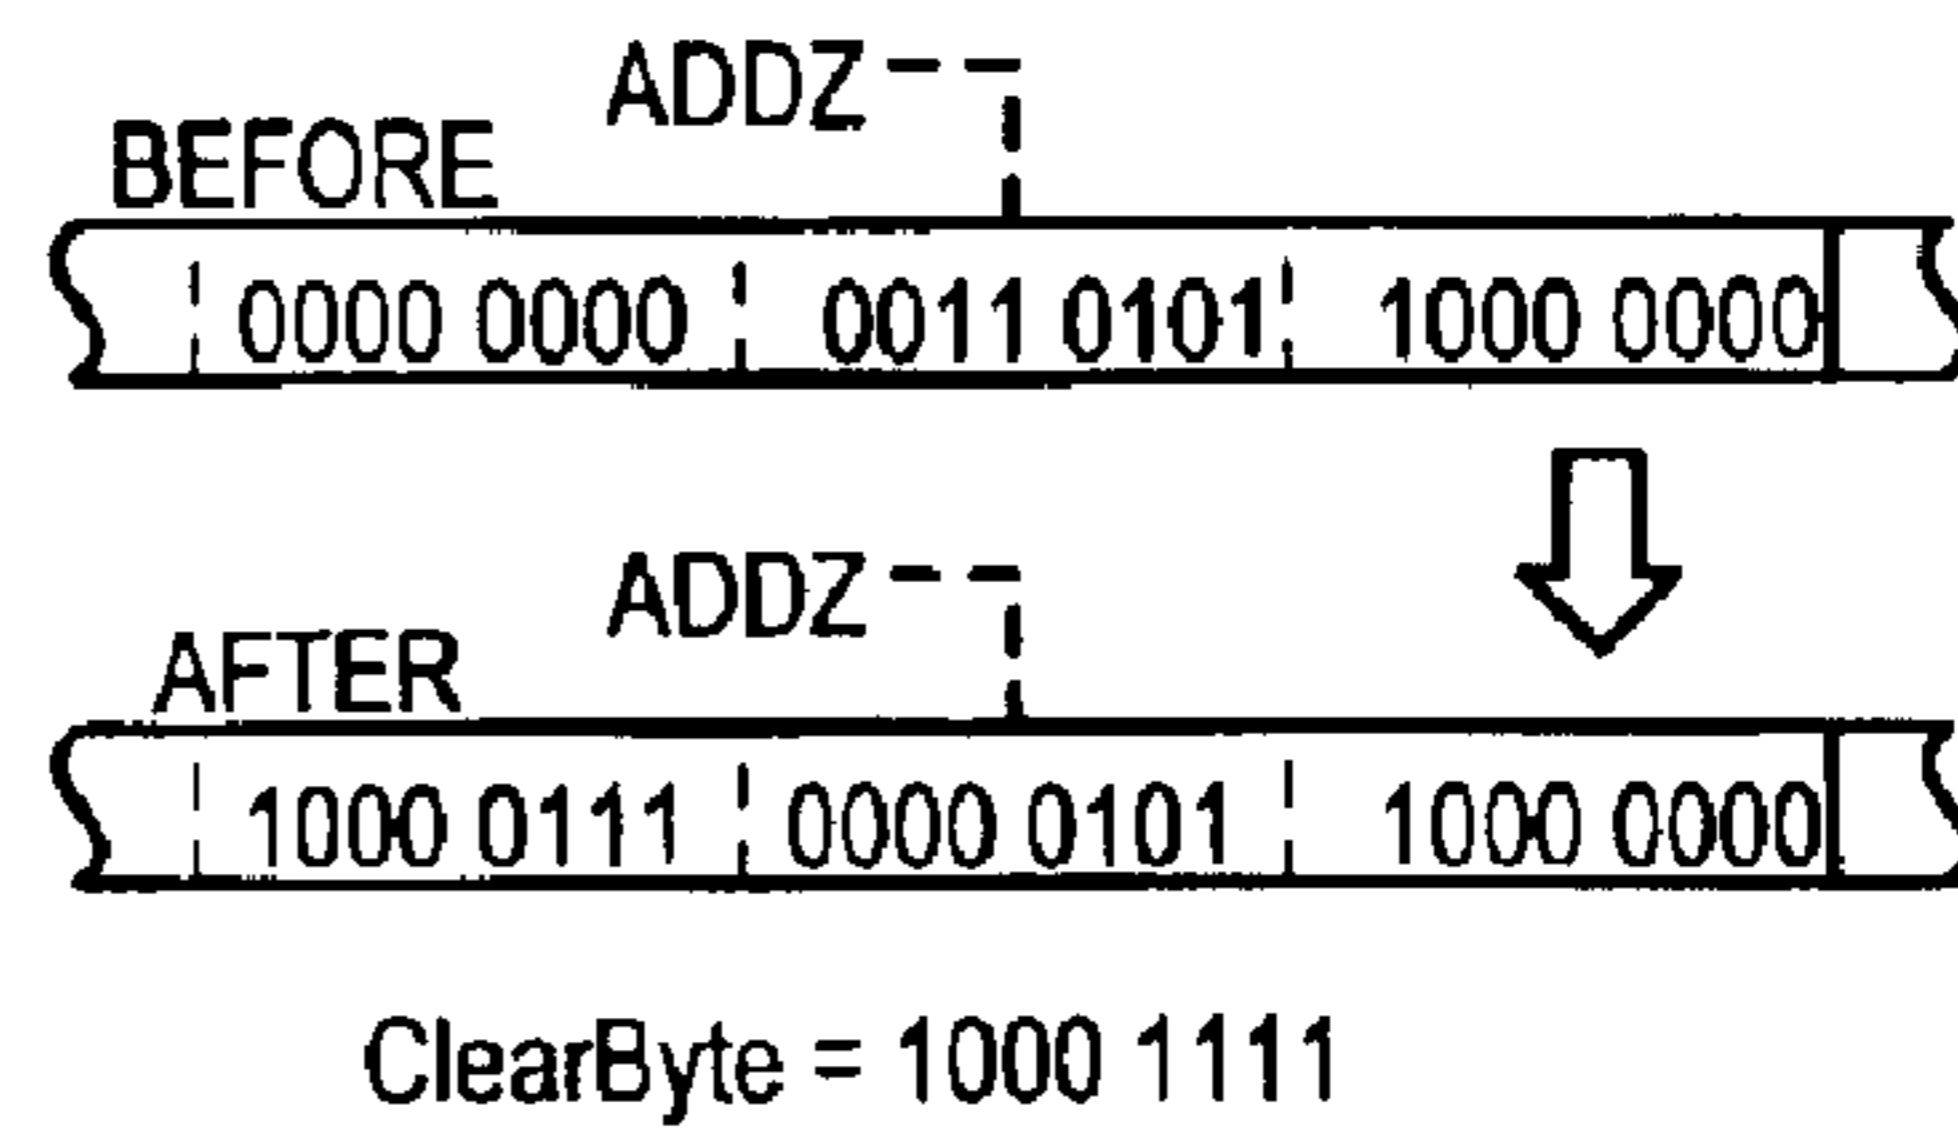 ADDZ
BEFORE
0000 0000 0011 0101 1000 0000
ADDZ
AFTER
1000 0111 0000 0101 1000 0000
ClearByte = 1000 1111